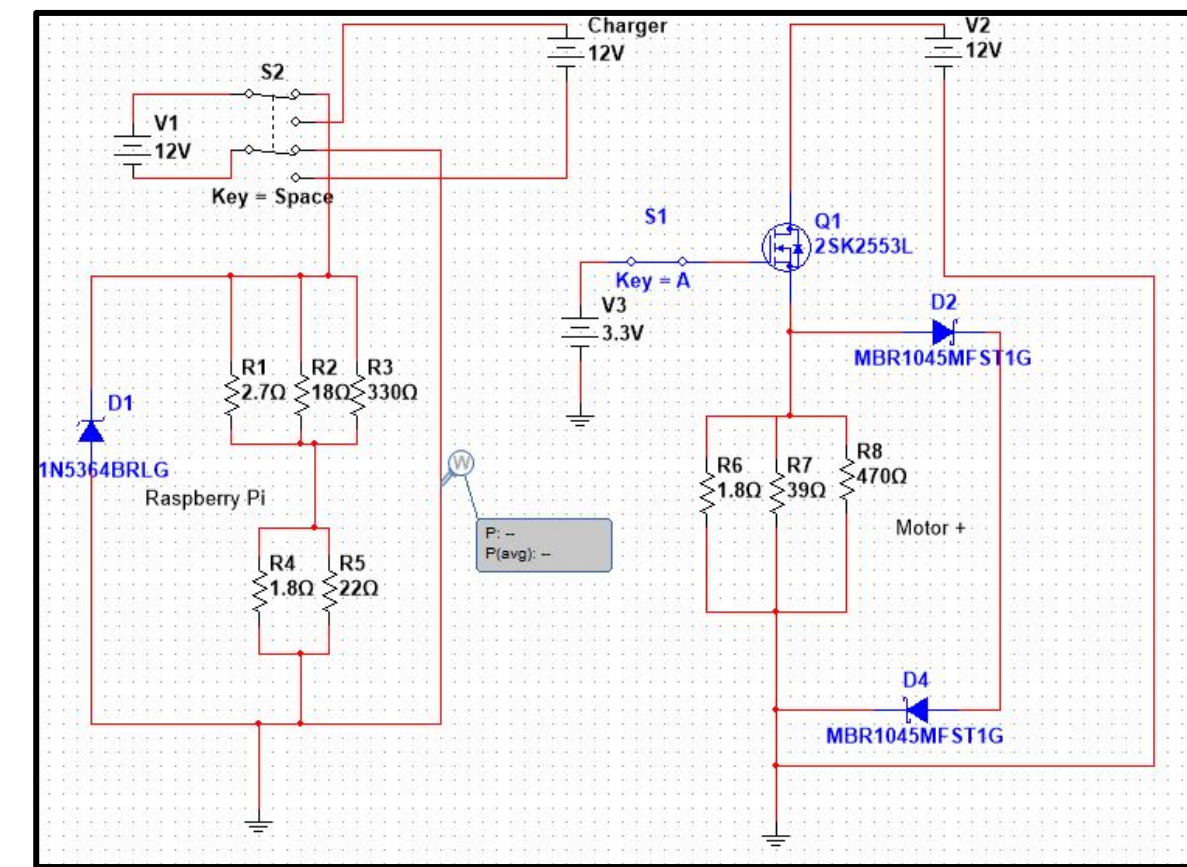 Charger
12V
V2
12V
S2
V1
12V
Key = Space
S1
Key = A
Q1
2SK2553L
V3
3.3V
D2
MBR1045MFST1G
R1
2.7Ω
R2
18Ω
R3
330Ω
D1
1N5364BRLG
Raspberry Pi
W
P: --
P(avg): --
R6
1.8Ω
R7
39Ω
R8
470Ω
Motor +
R4
1.8Ω
R5
22Ω
D4
MBR1045MFST1G